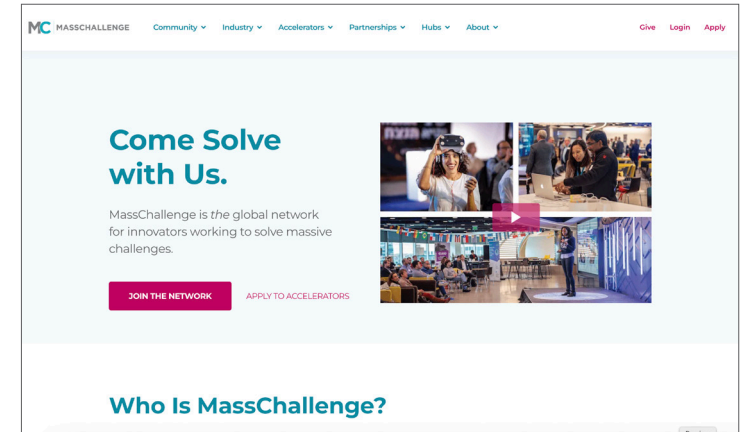 MC MASSCHALLENGE Community Industry Accelerators Partnerships Hubs About Give Login Apply
Come Solve
with Us.
MassChallenge is the global network
for innovators working to solve massive
challenges.
JOIN THE NETWORK APPLY TO ACCELERATORS
Who Is MassChallenge?